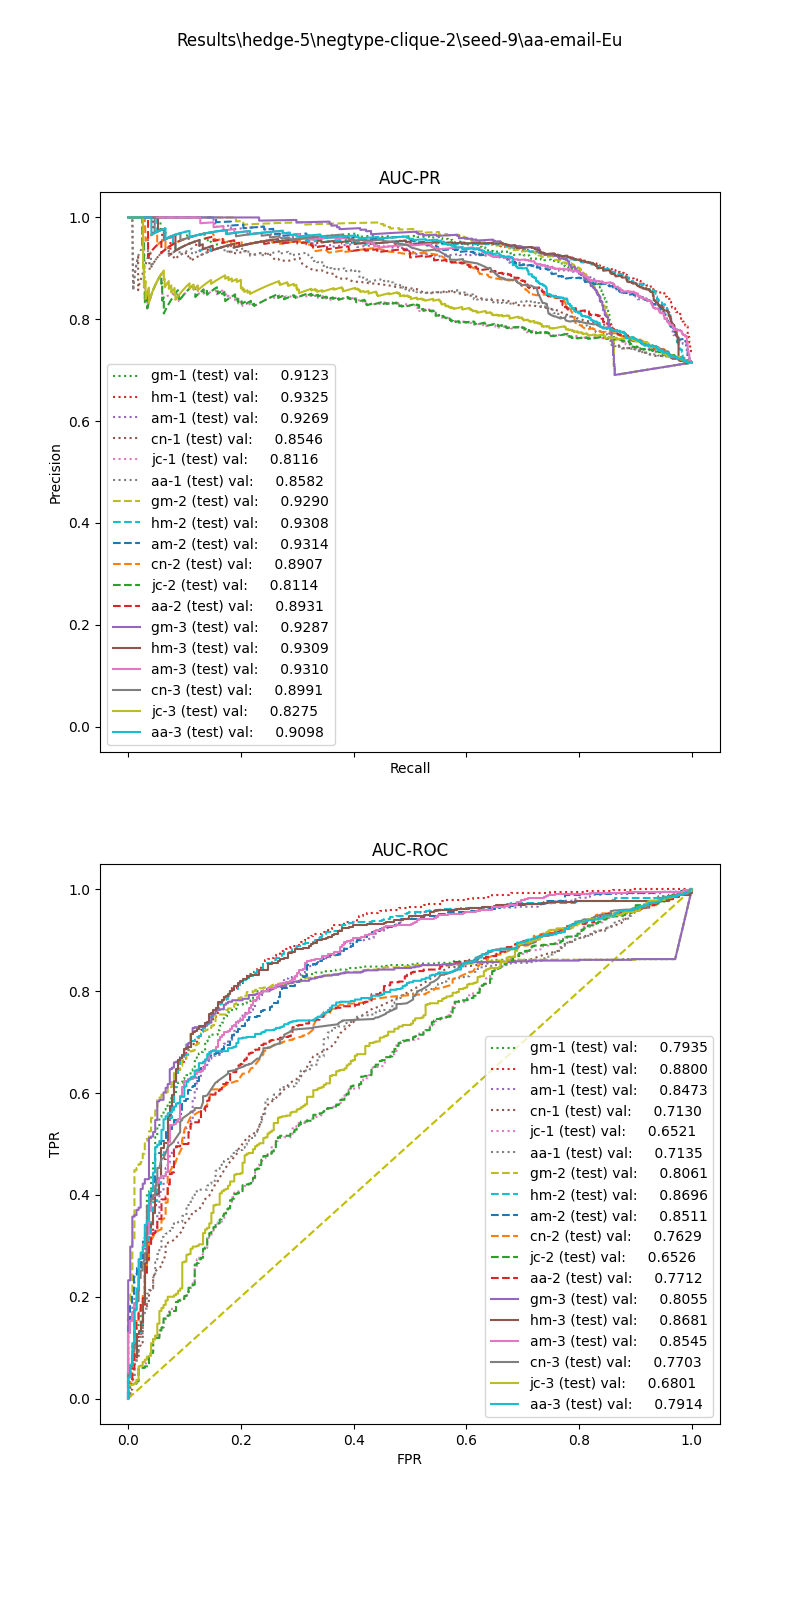 Results\hedge-5\negtype-clique-2\seed-9\aa-email-Eu
AUC-PR
1.0
0.8
0.6
0.4
0.2
0.0
Precision
gm-1 (test) val: 0.9123
hm-1 (test) val: 0.9325
am-1 (test) val: 0.9269
cn-1 (test) val: 0.8546
jc-1 (test) val: 0.8116
aa-1 (test) val: 0.8582
gm-2 (test) val: 0.9290
hm-2 (test) val: 0.9308
am-2 (test) val: 0.9314
cn-2 (test) val: 0.8907
jc-2 (test) val: 0.8114
aa-2 (test) val: 0.8931
gm-3 (test) val: 0.9287
hm-3 (test) val: 0.9309
am-3 (test) val: 0.9310
cn-3 (test) val: 0.8991
jc-3 (test) val: 0.8275
aa-3 (test) val: 0.9098
Recall
AUC-ROC
1.0
0.8
0.6
0.4
0.2
0.0
TPR
gm-1 (test) val: 0.7935
hm-1 (test) val: 0.8800
am-1 (test) val: 0.8473
cn-1 (test) val: 0.7130
jc-1 (test) val: 0.6521
aa-1 (test) val: 0.7135
gm-2 (test) val: 0.8061
hm-2 (test) val: 0.8696
am-2 (test) val: 0.8511
cn-2 (test) val: 0.7629
jc-2 (test) val: 0.6526
aa-2 (test) val: 0.7712
gm-3 (test) val: 0.8055
hm-3 (test) val: 0.8681
am-3 (test) val: 0.8545
cn-3 (test) val: 0.7703
jc-3 (test) val: 0.6801
aa-3 (test) val: 0.7914
0.0 0.2 0.4 0.6 0.8 1.0
FPR